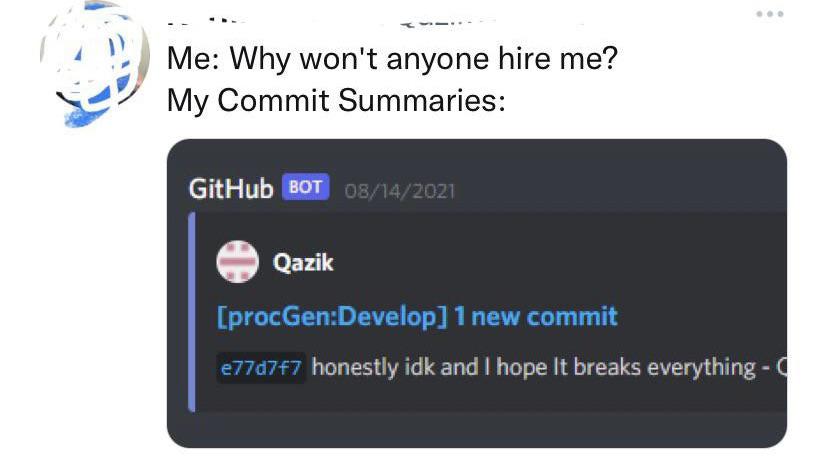 Me: Why won't anyone hire me?
My Commit Summaries:
GitHub BOT 08/14/2021
Qazik
[procGen:Develop] 1 new commit
e77d7f7 honestly idk and I hope It breaks everything -